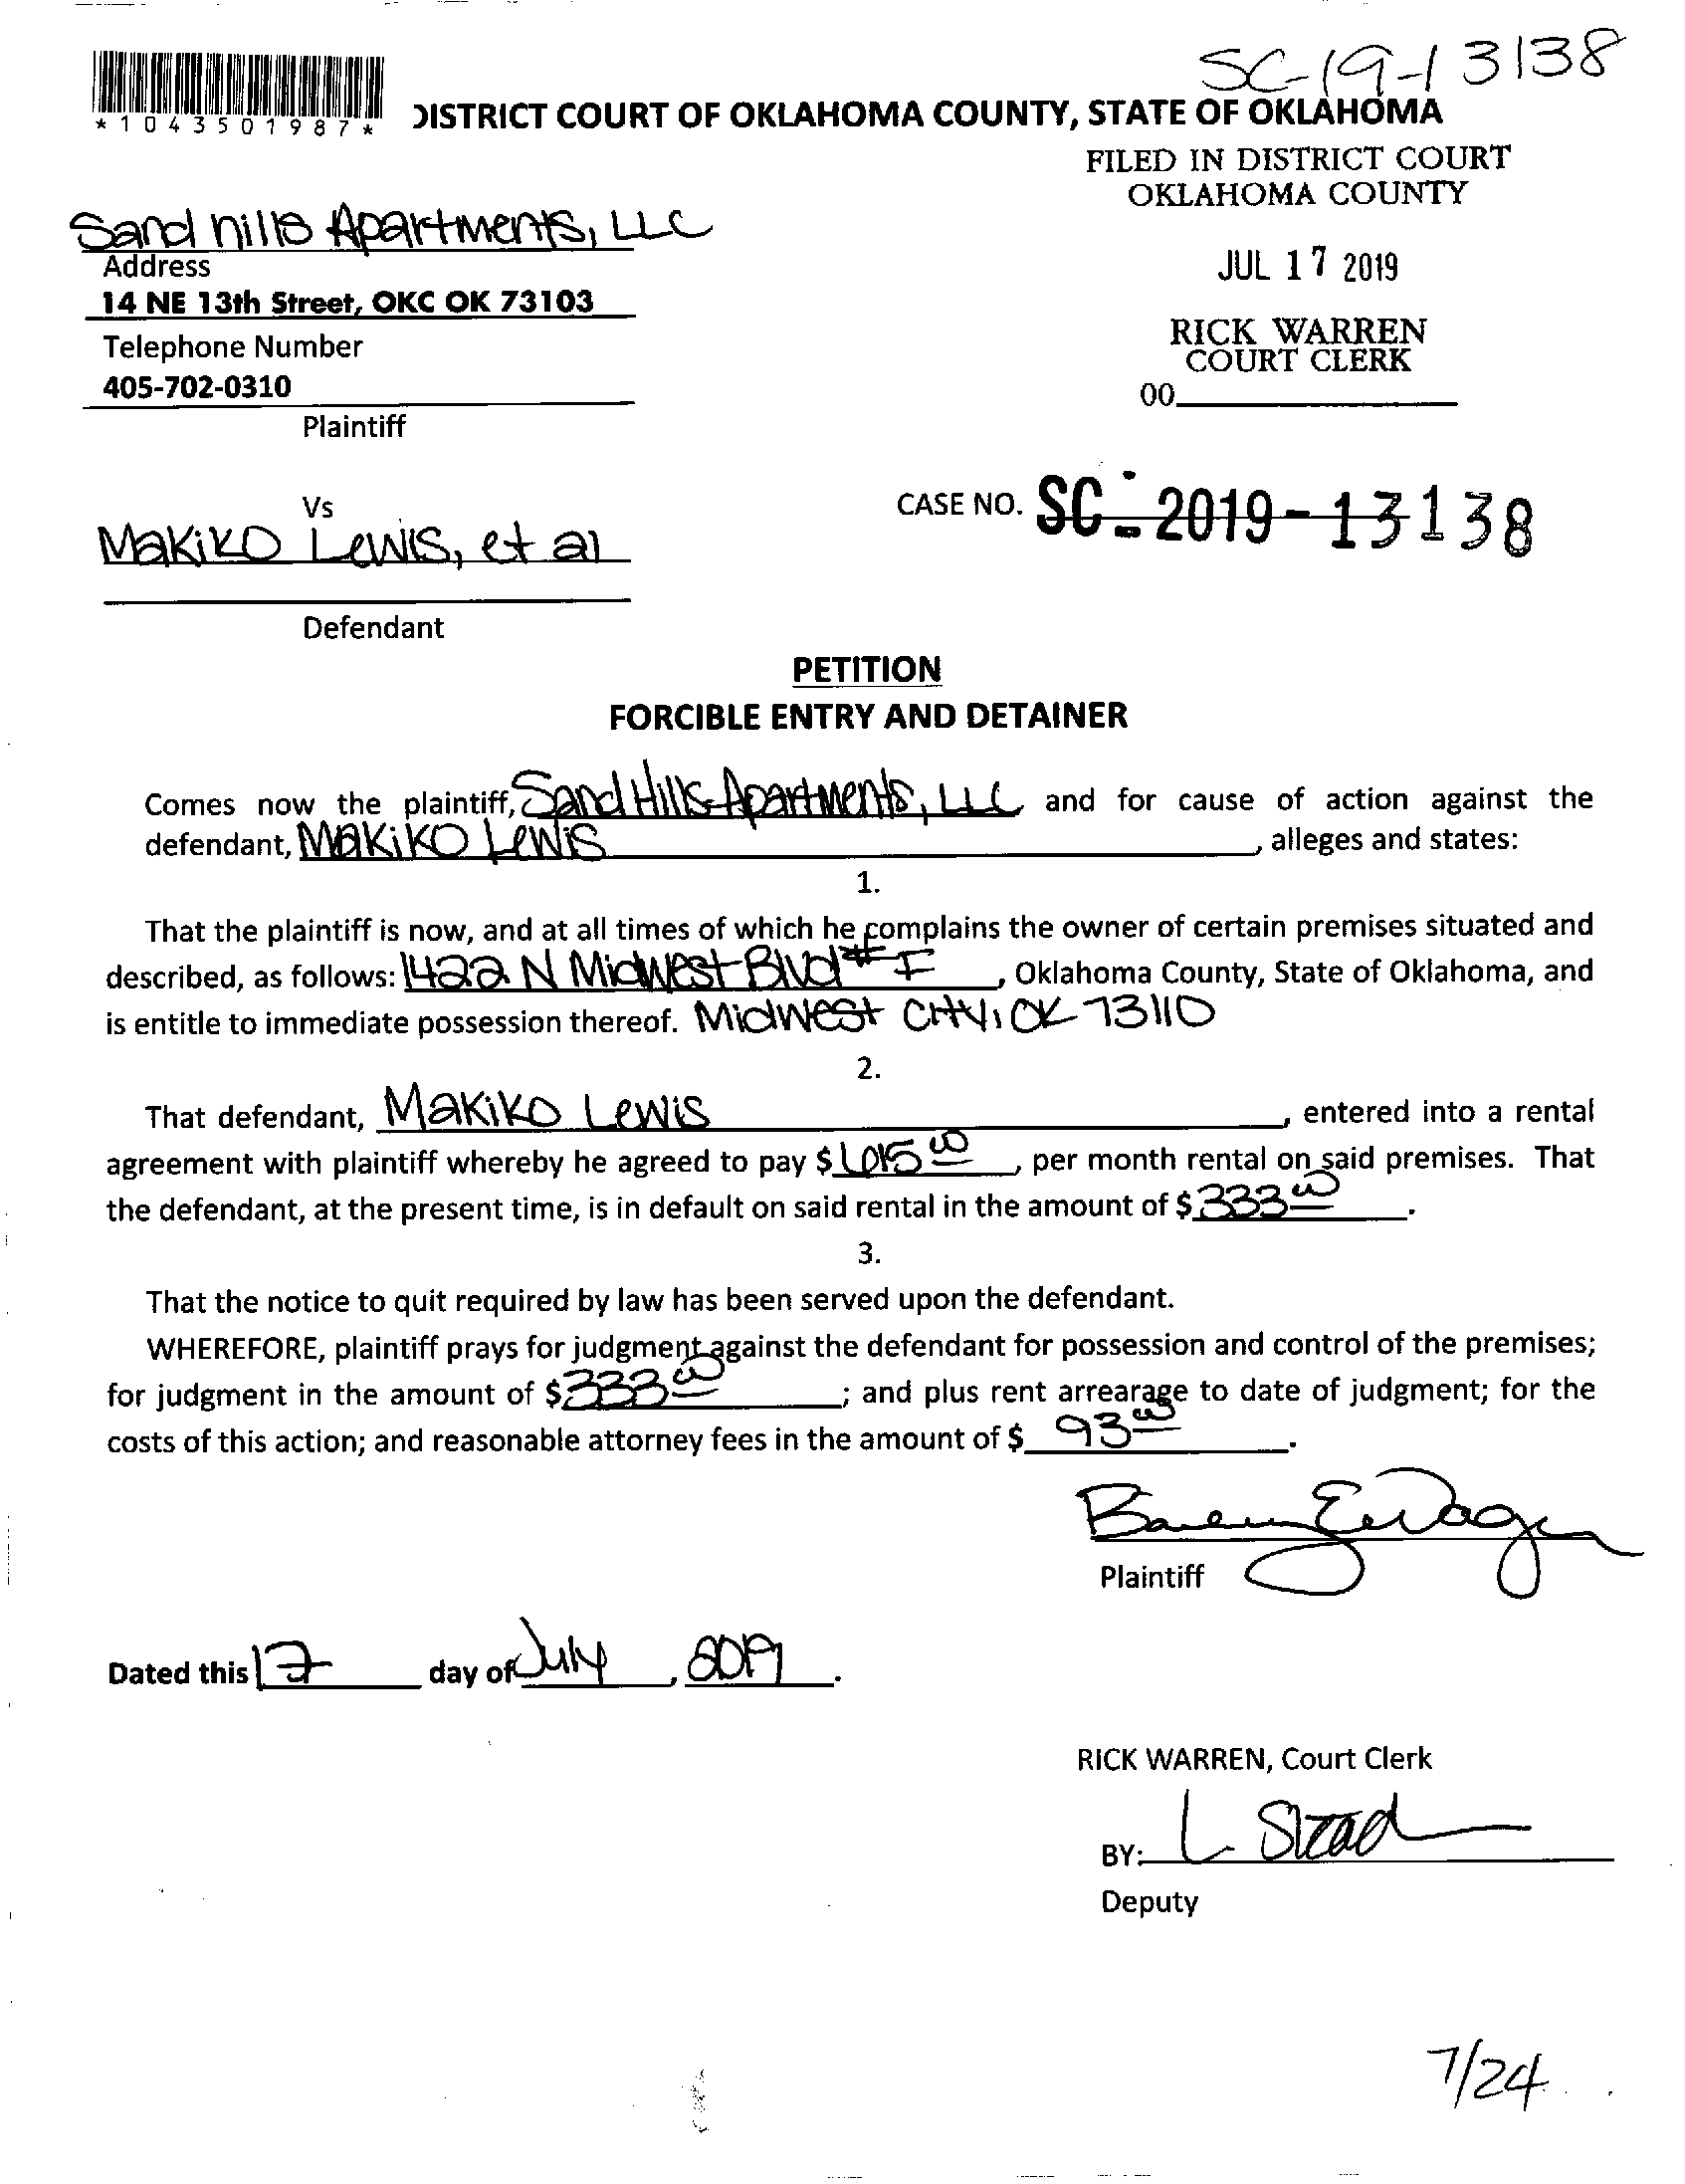 SC-19-13138
*1043501987*
DISTRICT COURT OF OKLAHOMA COUNTY, STATE OF OKLAHOMA
FILED IN DISTRICT COURT
OKLAHOMA COUNTY
Sand hills Apartments, LLC
Address
JUL 17 2019
14 NE 13th Street, OKC OK 73103
Telephone Number
RICK WARREN
COURT CLERK
405-702-0310
00
Plaintiff
Vs
CASE NO. SC-2019-13138
Makiko Lewis, et al
Defendant
PETITION
FORCIBLE ENTRY AND DETAINER
Comes now the plaintiff, Sand Hills Apartments, LLC and for cause of action against the
defendant, Makiko Lewis, alleges and states:
1.
That the plaintiff is now, and at all times of which he complains the owner of certain premises situated and
described, as follows: 1422 N Midwest Blvd # F, Oklahoma County, State of Oklahoma, and
is entitle to immediate possession thereof. Midwest City, OK 73110
2.
That defendant, Makiko Lewis, entered into a rental
agreement with plaintiff whereby he agreed to pay $1,015.00, per month rental on said premises. That
the defendant, at the present time, is in default on said rental in the amount of $333.00.
3.
That the notice to quit required by law has been served upon the defendant.
WHEREFORE, plaintiff prays for judgment against the defendant for possession and control of the premises;
for judgment in the amount of $333.00; and plus rent arrearage to date of judgment; for the
costs of this action; and reasonable attorney fees in the amount of $ 93.00.
Plaintiff
Dated this 17 day of July, 2019.
RICK WARREN, Court Clerk
BY: L Stead
Deputy
7/24